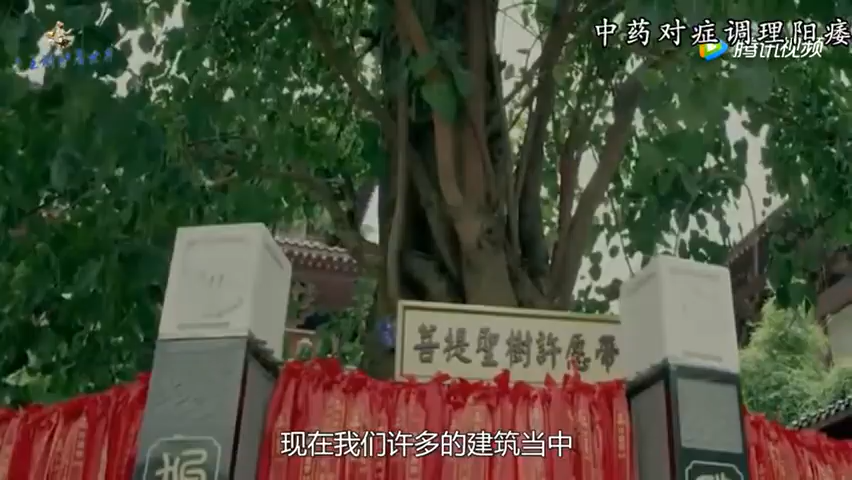 中药对症调理阳痿
腾讯视频
菩提聖樹許愿帶
现在我们许多的建筑当中